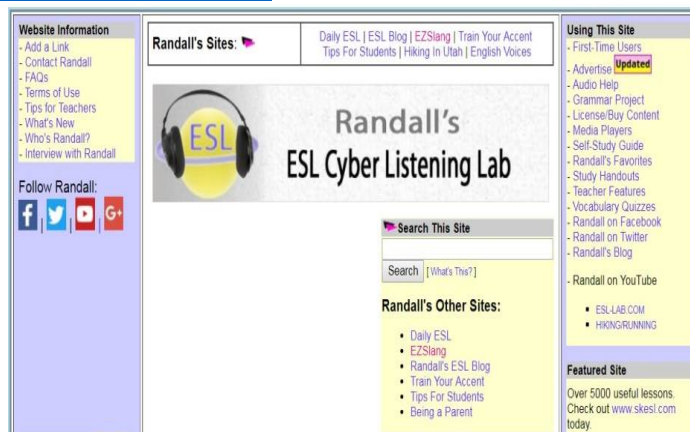 Website Information
- Add a Link
- Contact Randall
- FAQs
- Terms of Use
- Tips for Teachers
- What's New
- Who's Randall?
- Interview with Randall
Follow Randall:
f | | | G+
Randall's Sites:
Daily ESL | ESL Blog | EZSlang | Train Your Accent
Tips For Students | Hiking In Utah | English Voices
ESL
Randall's
ESL Cyber Listening Lab
Search This Site
Search [ What's This? ]
Randall's Other Sites:
• Daily ESL
• EZSlang
• Randall's ESL Blog
• Train Your Accent
• Tips For Students
• Being a Parent
Using This Site
- First-Time Users
- Advertise Updated
- Audio Help
- Grammar Project
- License/Buy Content
- Media Players
- Self-Study Guide
- Randall's Favorites
- Study Handouts
- Teacher Features
- Vocabulary Quizzes
- Randall on Facebook
- Randall on Twitter
- Randall's Blog
- Randall on YouTube
• ESL-LAB.COM
• HIKING/RUNNING
Featured Site
Over 5000 useful lessons.
Check out www.skesl.com
today.